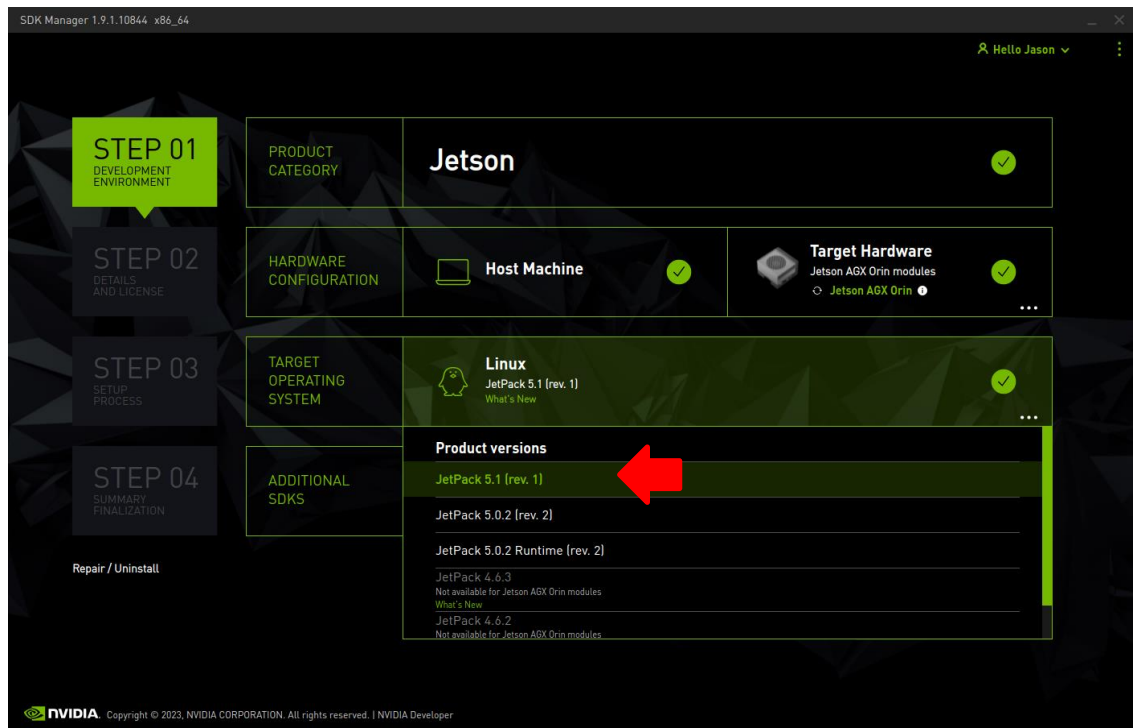 SDK Manager 1.9.1.10844 x86_64
Hello Jason
STEP 01
DEVELOPMENT
ENVIRONMENT
PRODUCT
CATEGORY
Jetson
STEP 02
DETAILS
AND LICENSE
HARDWARE
CONFIGURATION
Host Machine
Target Hardware
Jetson AGX Orin modules
Jetson AGX Orin
STEP 03
SETUP
PROCESS
TARGET
OPERATING
SYSTEM
Linux
JetPack 5.1 (rev. 1)
What's New
STEP 04
SUMMARY
FINALIZATION
ADDITIONAL
SDKS
Product versions
JetPack 5.1 (rev. 1)
JetPack 5.0.2 (rev. 2)
JetPack 5.0.2 Runtime (rev. 2)
JetPack 4.6.3
Not available for Jetson AGX Orin modules
What's New
JetPack 4.6.2
Not available for Jetson AGX Orin modules
Repair / Uninstall
NVIDIA. Copyright © 2023, NVIDIA CORPORATION. All rights reserved. | NVIDIA Developer